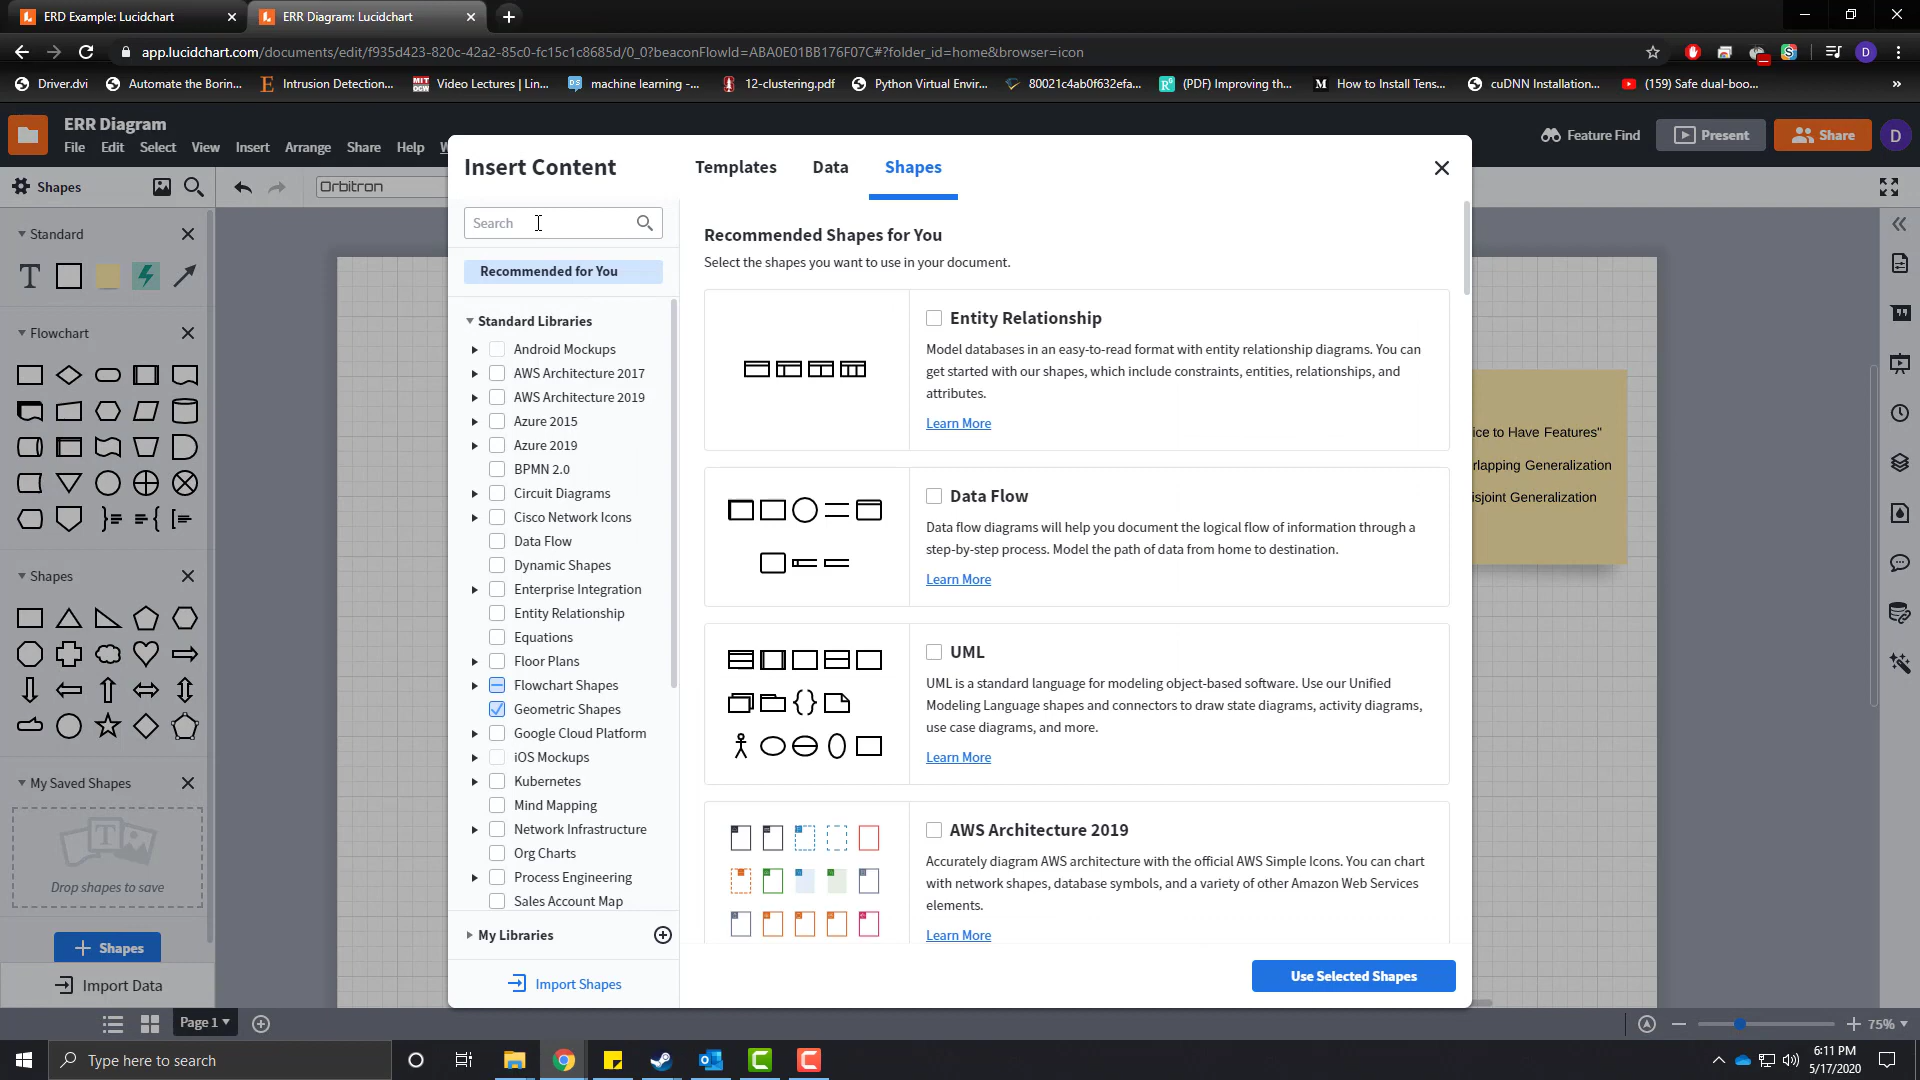 ERD Example: Lucidchart
ERR Diagram: Lucidchart
app.lucidchart.com/documents/edit/f935d423-820c-42a2-85c0-fc15c1c8685d/0_0?beaconFlowId=ABA0E01BB176F07C#?folder_id=home&browser=icon
Driver.dvi
Automate the Borin...
Intrusion Detection...
Video Lectures | Lin...
machine learning -...
12-clustering.pdf
Python Virtual Envir...
80021c4ab0f632efa...
(PDF) Improving th...
How to Install Tens...
cuDNN Installation...
(159) Safe dual-boo...
ERR Diagram
File Edit Select View Insert Arrange Share Help
Feature Find
Present
Share
D
Shapes
Orbitron
Standard
Flowchart
Shapes
My Saved Shapes
Drop shapes to save
+ Shapes
Import Data
Insert Content
Templates
Data
Shapes
Search
Recommended for You
Standard Libraries
Android Mockups
AWS Architecture 2017
AWS Architecture 2019
Azure 2015
Azure 2019
BPMN 2.0
Circuit Diagrams
Cisco Network Icons
Data Flow
Dynamic Shapes
Enterprise Integration
Entity Relationship
Equations
Floor Plans
Flowchart Shapes
Geometric Shapes
Google Cloud Platform
iOS Mockups
Kubernetes
Mind Mapping
Network Infrastructure
Org Charts
Process Engineering
Sales Account Map
My Libraries
Import Shapes
Recommended Shapes for You
Select the shapes you want to use in your document.
Entity Relationship
Model databases in an easy-to-read format with entity relationship diagrams. You can
get started with our shapes, which include constraints, entities, relationships, and
attributes.
Learn More
Data Flow
Data flow diagrams will help you document the logical flow of information through a
step-by-step process. Model the path of data from home to destination.
Learn More
UML
UML is a standard language for modeling object-based software. Use our Unified
Modeling Language shapes and connectors to draw state diagrams, activity diagrams,
use case diagrams, and more.
Learn More
AWS Architecture 2019
Accurately diagram AWS architecture with the official AWS Simple Icons. You can chart
with network shapes, database symbols, and a variety of other Amazon Web Services
elements.
Learn More
Use Selected Shapes
ice to Have Features"
rlapping Generalization
isjoint Generalization
Page 1
75%
Type here to search
6:11 PM
5/17/2020